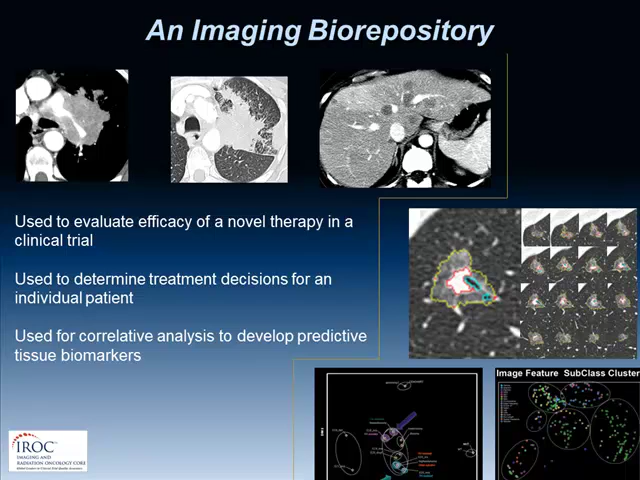 An Imaging Biorepository
Used to evaluate efficacy of a novel therapy in a
clinical trial
Used to determine treatment decisions for an
individual patient
Used for correlative analysis to develop predictive
tissue biomarkers
Image Feature SubClass Cluster
IROC
IMAGING AND
RADIATION ONCOLOGY CORE